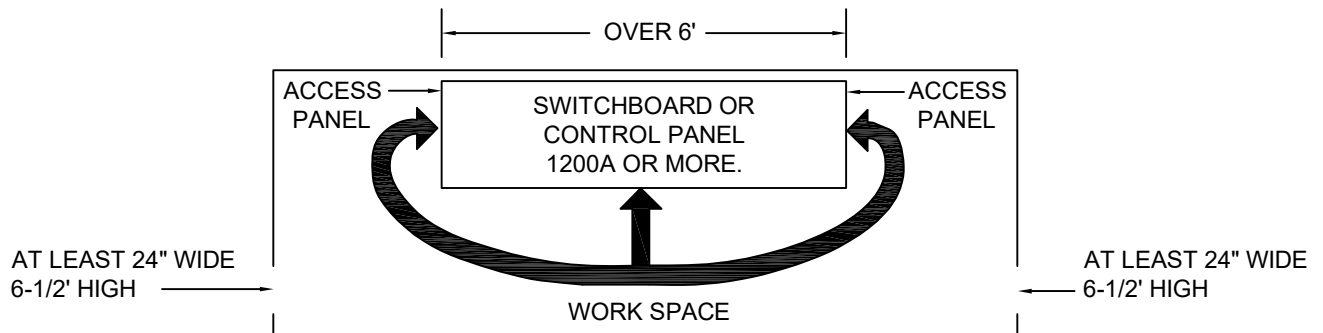 OVER 6'
ACCESS
PANEL
SWITCHBOARD OR
CONTROL PANEL
1200A OR MORE.
ACCESS
PANEL
AT LEAST 24" WIDE
6-1/2' HIGH
WORK SPACE
AT LEAST 24" WIDE
6-1/2' HIGH